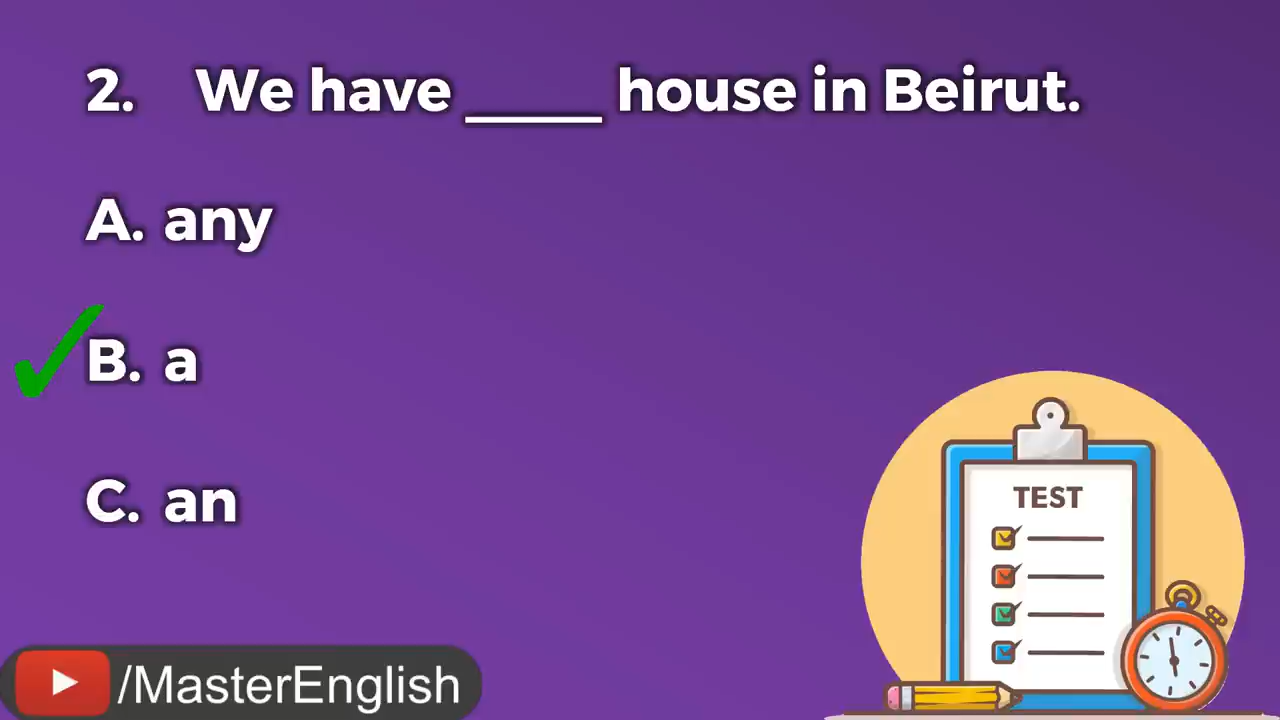 2. We have _____ house in Beirut.
A. any
B. a
C. an
TEST
/MasterEnglish